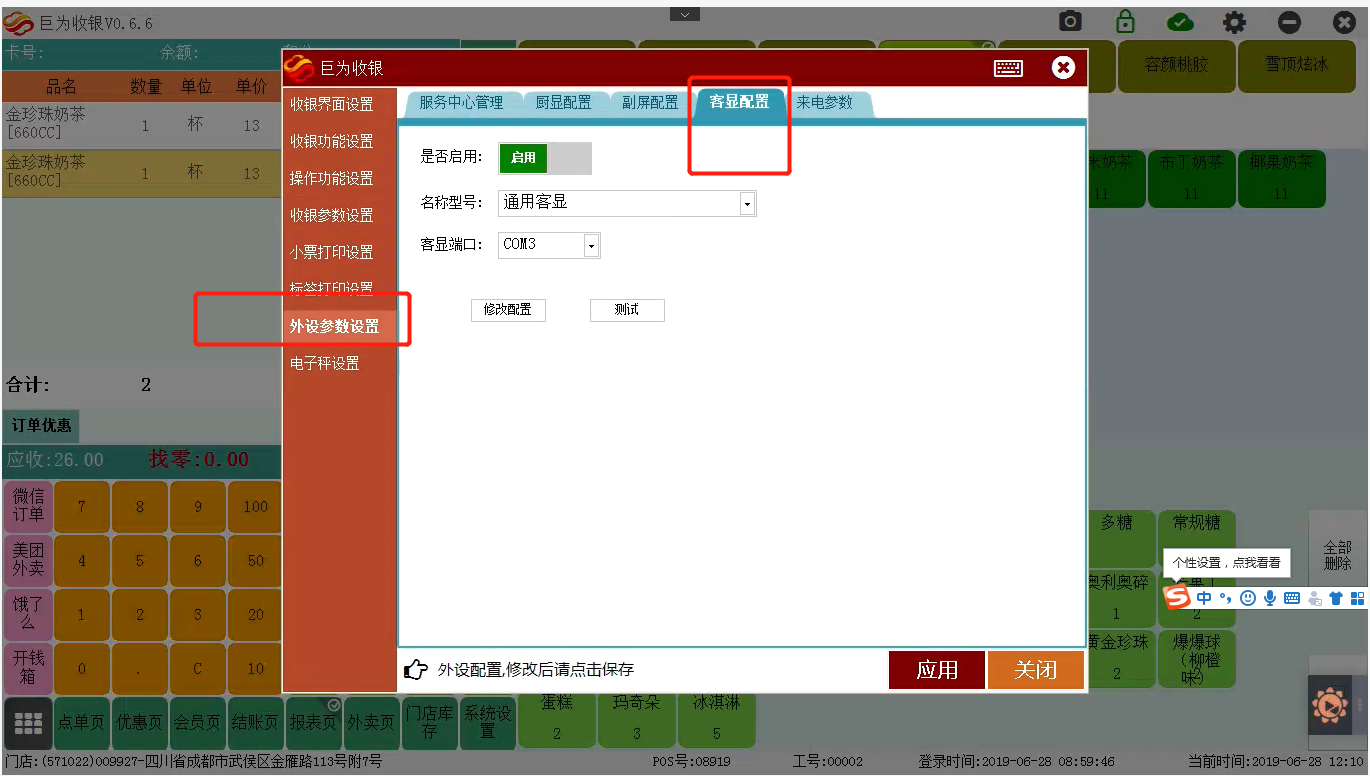 巨为收银V0.6.6
卡号:
余额:
品名 数量 单位 单价
金珍珠奶茶
[660CC]
1 杯 13
金珍珠奶茶
[660CC]
1 杯 13
合计: 2
订单优惠
应收:26.00 找零:0.00
微信
订单
7 8 9 100
美团
外卖
4 5 6 50
饿了
么
1 2 3 20
开钱
箱
0 . C 10
点单页 优惠页 会员页 结账页 报表页 外卖页
门店库
存
系统设
置
巨为收银
收银界面设置
收银功能设置
操作功能设置
收银参数设置
小票打印设置
标签打印设置
外设参数设置
电子秤设置
服务中心管理 厨显配置 副屏配置 客显配置 来电参数
是否启用: 启用
名称型号: 通用客显
客显端口: COM3
修改配置 测试
外设配置,修改后请点击保存
应用 关闭
容颜桃胶 雪顶炫冰
米奶茶
11
布丁奶茶
11
椰果奶茶
11
多糖 常规糖
全部
删除
个性设置，点我看看
中
奥利奥碎
1
2
黄金珍珠
2
爆爆球
（柳橙
味）
2
蛋糕
2
玛奇朵
3
冰淇淋
5
门店:(571022)009927-四川省成都市武侯区金雁路113号附7号 POS号:08919 工号:00002 登录时间:2019-06-28 08:59:46 当前时间:2019-06-28 12:10